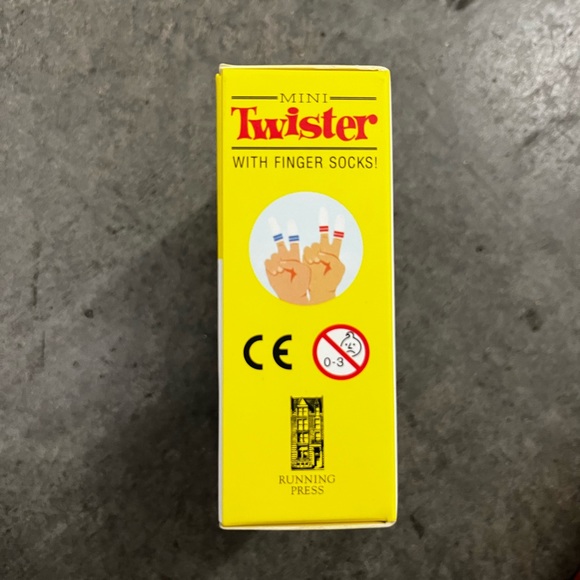 MINI
Twister
WITH FINGER SOCKS!
CE
0-3
RUNNING
PRESS